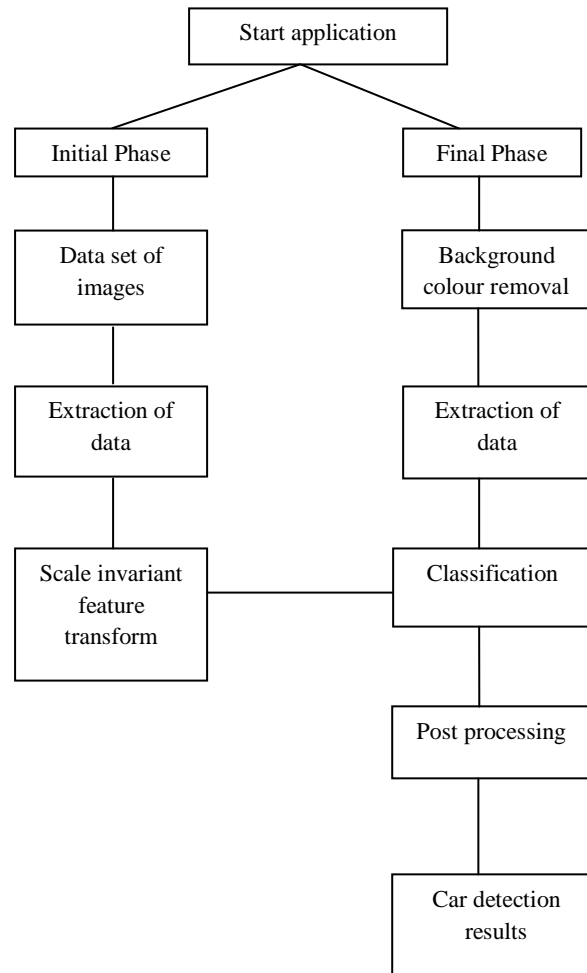 Start application
Initial Phase
Final Phase
Data set of
images
Background
colour removal
Extraction of
data
Extraction of
data
Scale invariant
feature
transform
Classification
Post processing
Car detection
results